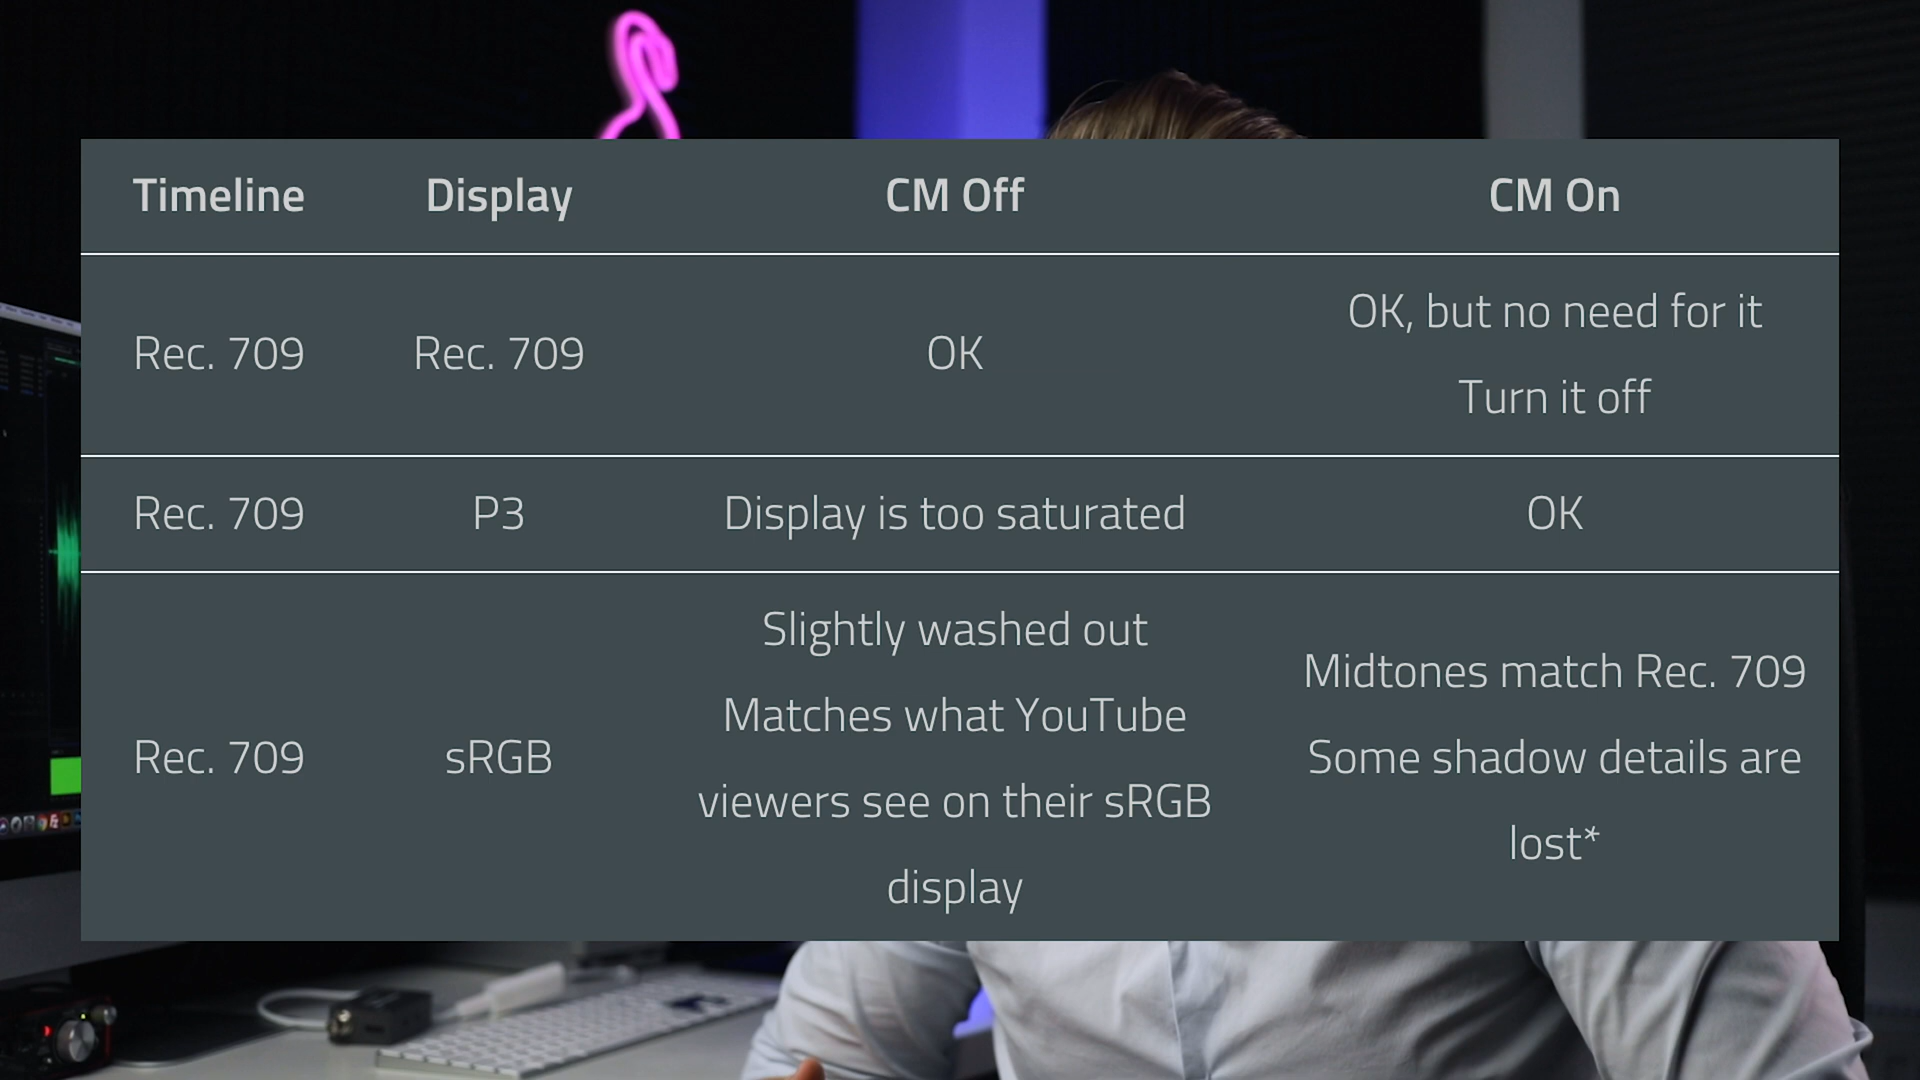 Timeline Display CM Off CM On
Rec. 709 Rec. 709 OK OK, but no need for it
Turn it off
Rec. 709 P3 Display is too saturated OK
Rec. 709 sRGB Slightly washed out
Matches what YouTube
viewers see on their sRGB
display
Midtones match Rec. 709
Some shadow details are
lost*